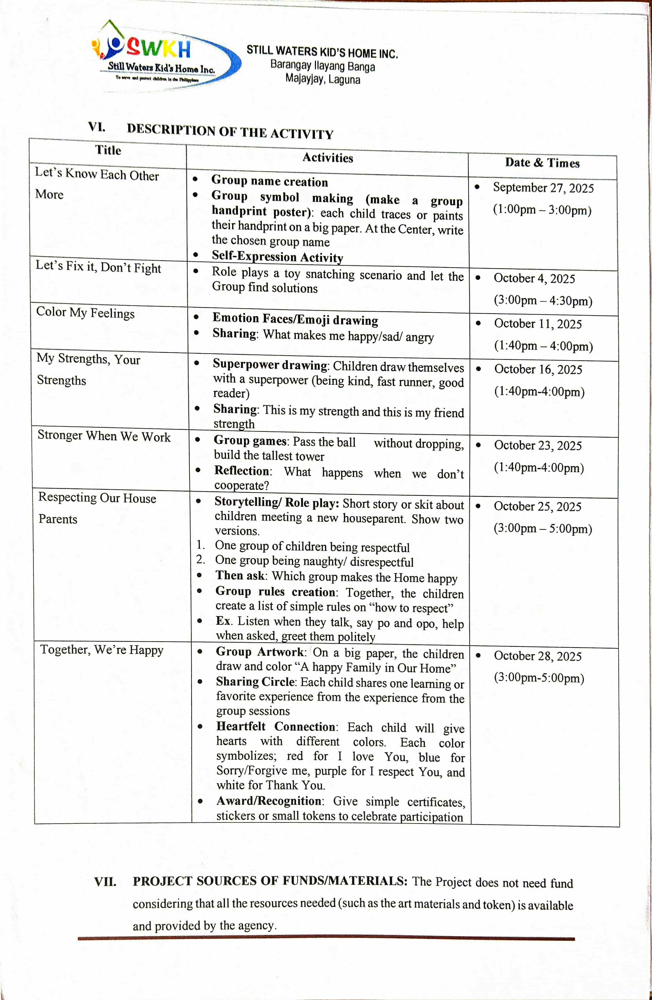 SWKH
Still Waters Kid's Home Inc.
To serve and protect children in the Philippines
STILL WATERS KID'S HOME INC.
Barangay Ilayang Banga
Majayjay, Laguna
VI. DESCRIPTION OF THE ACTIVITY
Title
Activities
Date & Times
Let's Know Each Other
More
• Group name creation
• Group symbol making (make a group
handprint poster): each child traces or paints
their handprint on a big paper. At the Center, write
the chosen group name
• Self-Expression Activity
• September 27, 2025
(1:00pm – 3:00pm)
Let's Fix it, Don't Fight
• Role plays a toy snatching scenario and let the
Group find solutions
• October 4, 2025
(3:00pm – 4:30pm)
Color My Feelings
• Emotion Faces/Emoji drawing
• Sharing: What makes me happy/sad/ angry
• October 11, 2025
(1:40pm – 4:00pm)
My Strengths, Your
Strengths
• Superpower drawing: Children draw themselves
with a superpower (being kind, fast runner, good
reader)
• Sharing: This is my strength and this is my friend
strength
• October 16, 2025
(1:40pm-4:00pm)
Stronger When We Work
• Group games: Pass the ball without dropping,
build the tallest tower
• Reflection: What happens when we don't
cooperate?
• October 23, 2025
(1:40pm-4:00pm)
Respecting Our House
Parents
• Storytelling/ Role play: Short story or skit about
children meeting a new houseparent. Show two
versions.
1. One group of children being respectful
2. One group being naughty/ disrespectful
• Then ask: Which group makes the Home happy
• Group rules creation: Together, the children
create a list of simple rules on “how to respect”
• Ex. Listen when they talk, say po and opo, help
when asked, greet them politely
• October 25, 2025
(3:00pm – 5:00pm)
Together, We're Happy
• Group Artwork: On a big paper, the children
draw and color “A happy Family in Our Home”
• Sharing Circle: Each child shares one learning or
favorite experience from the experience from the
group sessions
• Heartfelt Connection: Each child will give
hearts with different colors. Each color
symbolizes; red for I love You, blue for
Sorry/Forgive me, purple for I respect You, and
white for Thank You.
• Award/Recognition: Give simple certificates,
stickers or small tokens to celebrate participation
• October 28, 2025
(3:00pm-5:00pm)
VII. PROJECT SOURCES OF FUNDS/MATERIALS: The Project does not need fund
considering that all the resources needed (such as the art materials and token) is available
and provided by the agency.